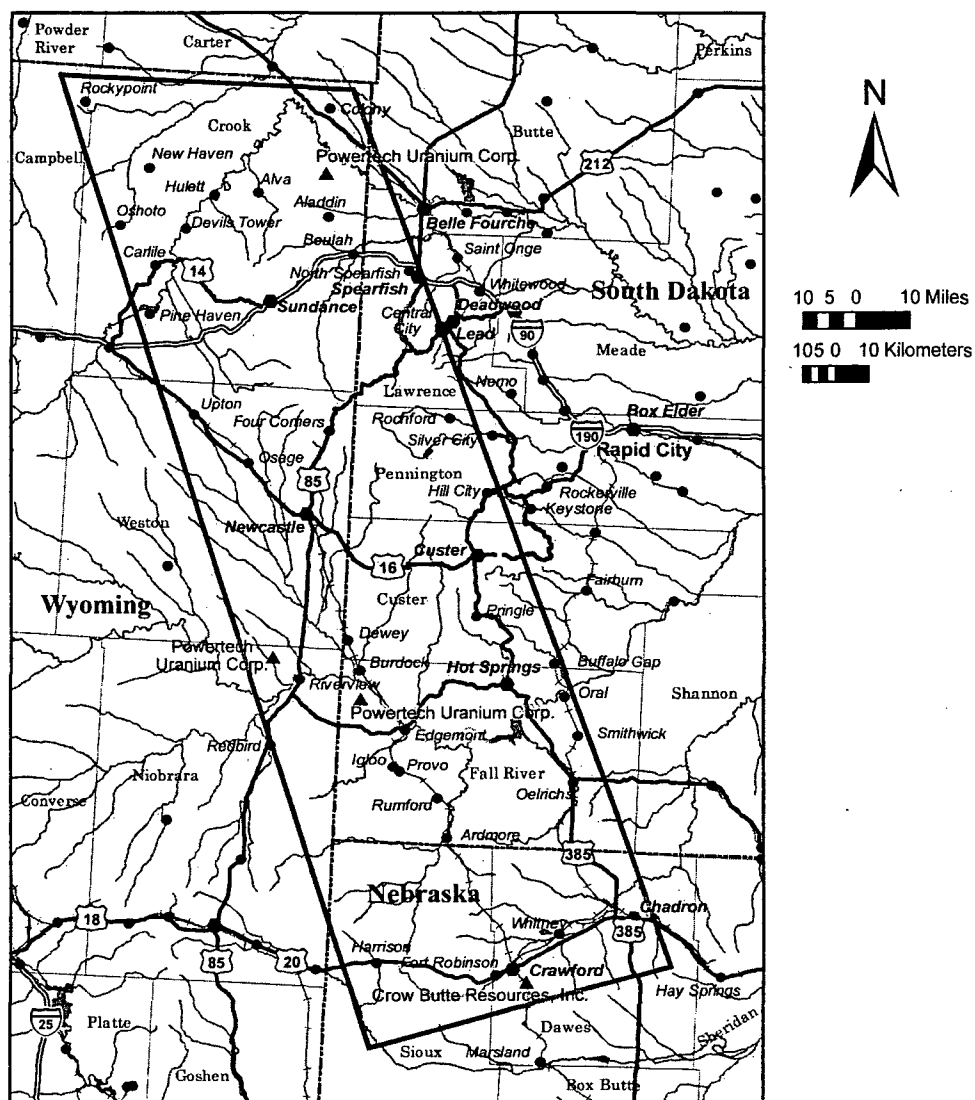 Powder
River
Carter
Perkins
Rockypoint
Colony
Crook
Butte
Campbell
New Haven
Powertech Uranium Corp.
212
N
Hulett
Alva
Oshoto
Aladdin
Devils Tower
Belle Fourche
Carlile
Beulah
Saint Onge
14
North Spearfish
Spearfish
Whitewood
South Dakota
Sundance
Deadwood
Pine Haven
Central
City
Lead
90
Meade
10 5 0 10 Miles
105 0 10 Kilometers
Lawrence
Nemo
Upton
Four Corners
Rochford
Box Elder
Silver City
190
Rapid City
Osage
85
Pennington
Hill City
Rockerville
Keystone
Weston
Newcastle
Custer
16
Fairburn
Wyoming
Custer
Pringle
Dewey
Powertech
Uranium Corp.
Burdock
Hot Springs
Buffalo Gap
Riverview
Oral
Shannon
Powertech Uranium Corp.
Redbird
Edgemont
Smithwick
Igloo
Provo
Niobrara
Fall River
Converse
Rumford
Oelrichs
Ardmore
385
Nebraska
Chadron
18
Whitney
385
Harrison
85
20
Fort Robinson
Crawford
Hay Springs
Crow Butte Resources, Inc.
25
Platte
Dawes
Sheridan
Sioux
Marsland
Goshen
Box Butte